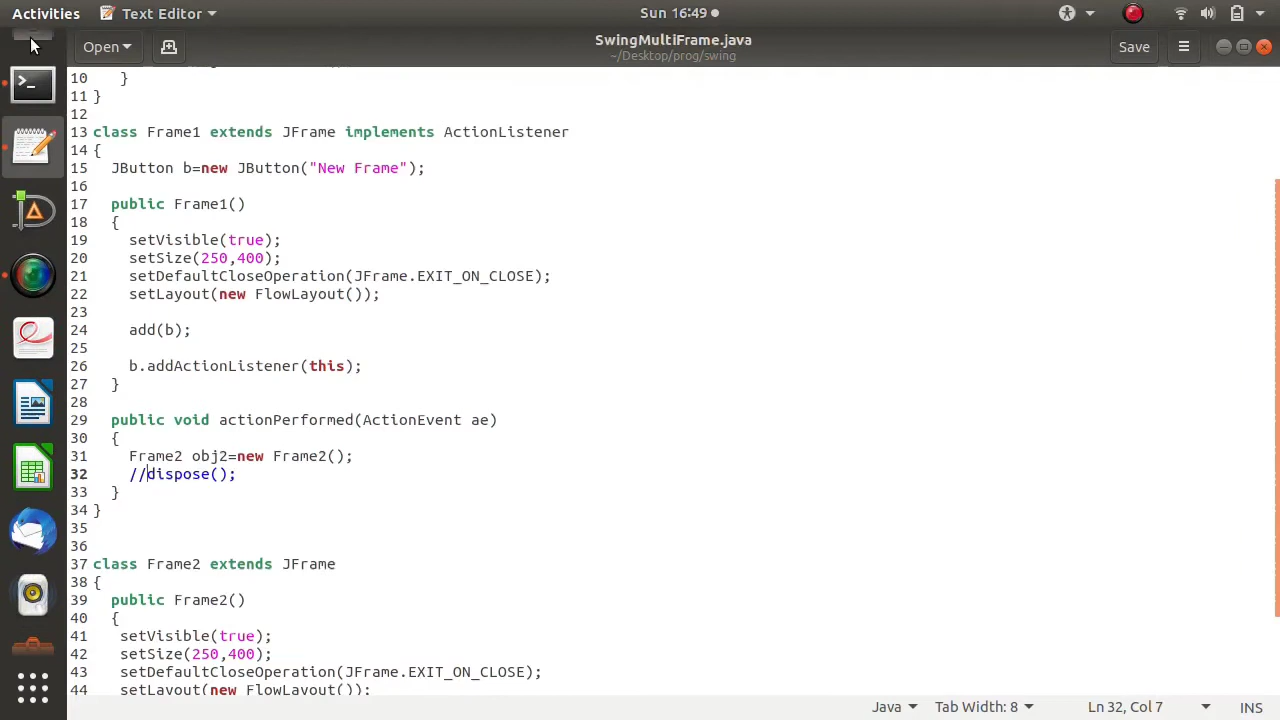 Activities Text Editor Sun 16:49
Open SwingMultiFrame.java Save
~/Desktop/prog/swing
10 }
11 }
12
13 class Frame1 extends JFrame implements ActionListener
14 {
15 JButton b=new JButton("New Frame");
16
17 public Frame1()
18 {
19 setVisible(true);
20 setSize(250,400);
21 setDefaultCloseOperation(JFrame.EXIT_ON_CLOSE);
22 setLayout(new FlowLayout());
23
24 add(b);
25
26 b.addActionListener(this);
27 }
28
29 public void actionPerformed(ActionEvent ae)
30 {
31 Frame2 obj2=new Frame2();
32 //dispose();
33 }
34 }
35
36
37 class Frame2 extends JFrame
38 {
39 public Frame2()
40 {
41 setVisible(true);
42 setSize(250,400);
43 setDefaultCloseOperation(JFrame.EXIT_ON_CLOSE);
44 setLayout(new FlowLayout());
Java Tab Width: 8 Ln 32, Col 7 INS